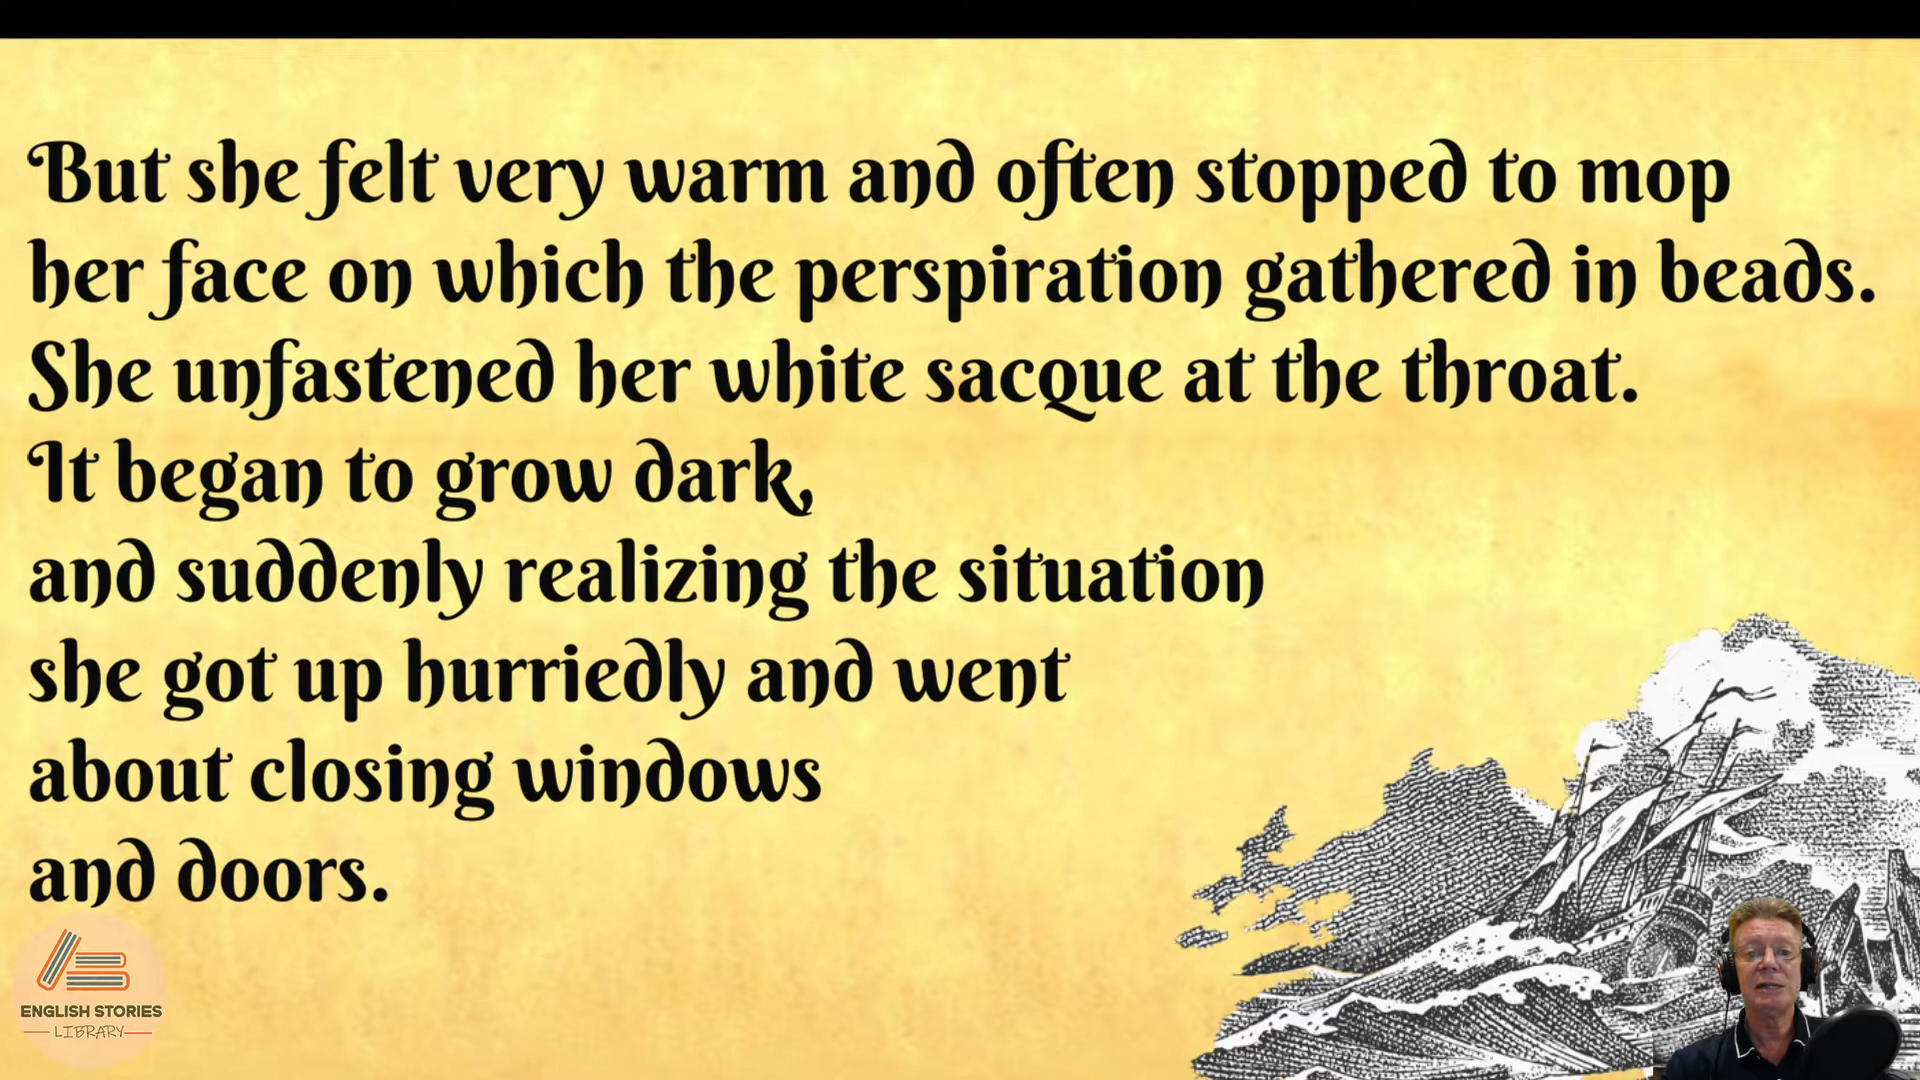 But she felt very warm and often stopped to mop
her face on which the perspiration gathered in beads.
She unfastened her white sacque at the throat.
It began to grow dark,
and suddenly realizing the situation
she got up hurriedly and went
about closing windows
and doors.
ENGLISH STORIES
LIBRARY